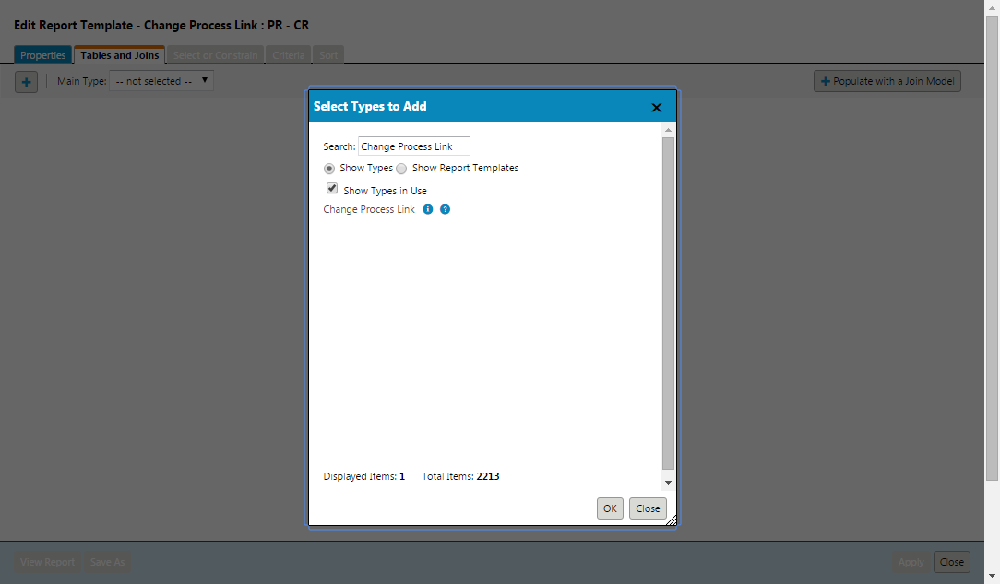 Edit Report Template - Change Process Link : PR - CR
Properties Tables and Joins Select or Constrain Criteria Sort
+ Main Type: -- not selected -- + Populate with a Join Model
Select Types to Add
Search: Change Process Link
Show Types Show Report Templates
Show Types in Use
Change Process Link i ?
Displayed Items: 1 Total Items: 2213
OK Close
View Report Save As Apply Close